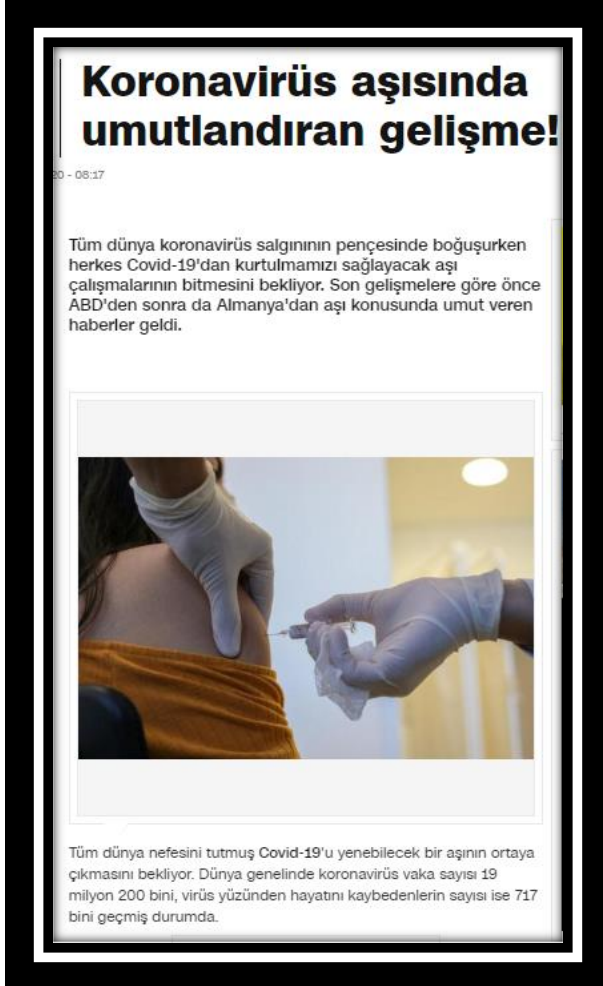 Koronavirüs aşısında
umutlandıran gelişme!
20 - 08:17
Tüm dünya koronavirüs salgınının pençesinde boğuşurken
herkes Covid-19'dan kurtulmamızı sağlayacak aşı
çalışmalarının bitmesini bekliyor. Son gelişmelere göre önce
ABD'den sonra da Almanya'dan aşı konusunda umut veren
haberler geldi.
Tüm dünya nefesini tutmuş Covid-19'u yenebilecek bir aşının ortaya
çıkmasını bekliyor. Dünya genelinde koronavirüs vaka sayısı 19
milyon 200 bini, virüs yüzünden hayatını kaybedenlerin sayısı ise 717
bini geçmiş durumda.